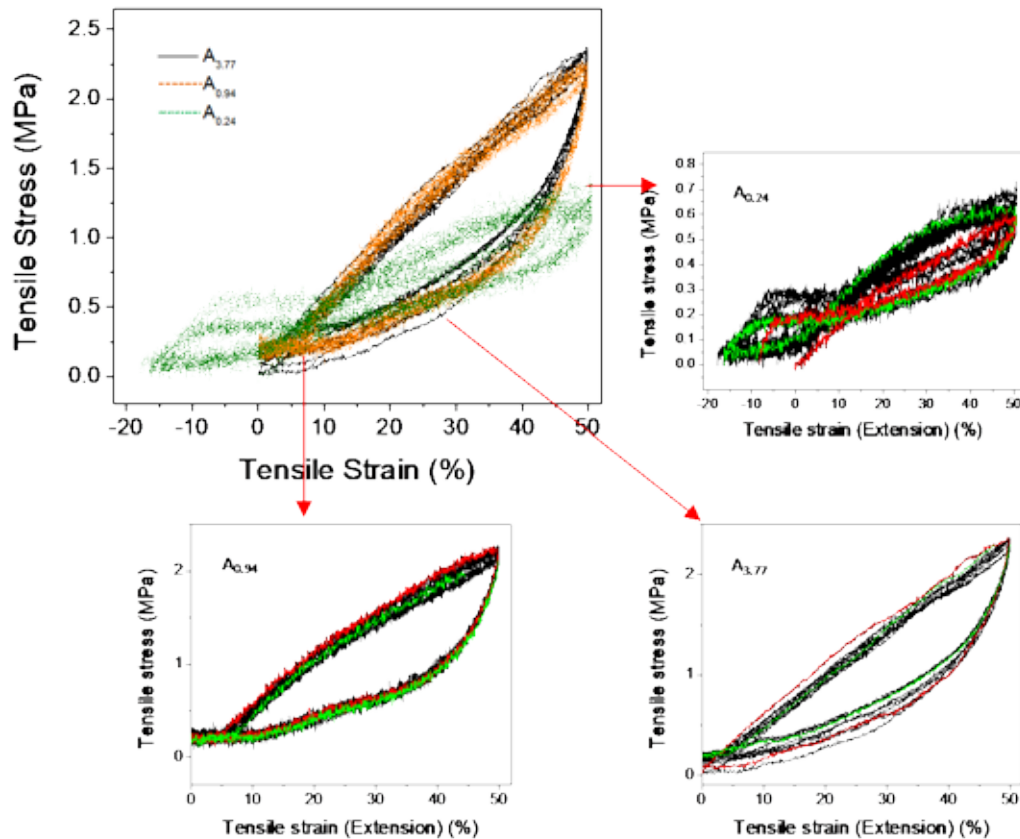 2.5
2.0
1.5
1.0
0.5
0.0
Tensile Stress (MPa)
A3.77
A0.94
A0.24
-20 -10 0 10 20 30 40 50
Tensile Strain (%)
0.8
0.7
0.6
0.5
0.4
0.3
0.2
0.1
0.0
Tensile stress (MPa)
A0.24
-20 -10 0 10 20 30 40 50
Tensile strain (Extension) (%)
2
1
0
Tensile stress (MPa)
A0.94
0 10 20 30 40 50
Tensile strain (Extension) (%)
2
1
0
Tensile stress (MPa)
A3.77
0 10 20 30 40 50
Tensile strain (Extension) (%)